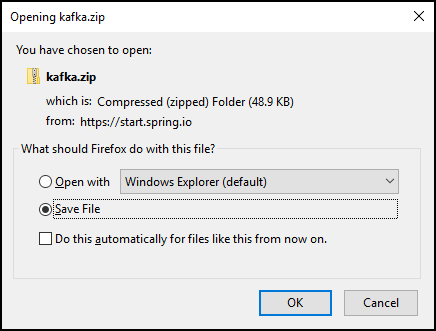 Opening kafka.zip
You have chosen to open:
kafka.zip
which is: Compressed (zipped) Folder (48.9 KB)
from: https://start.spring.io
What should Firefox do with this file?
Open with
Windows Explorer (default)
Save File
Do this automatically for files like this from now on.
OK
Cancel